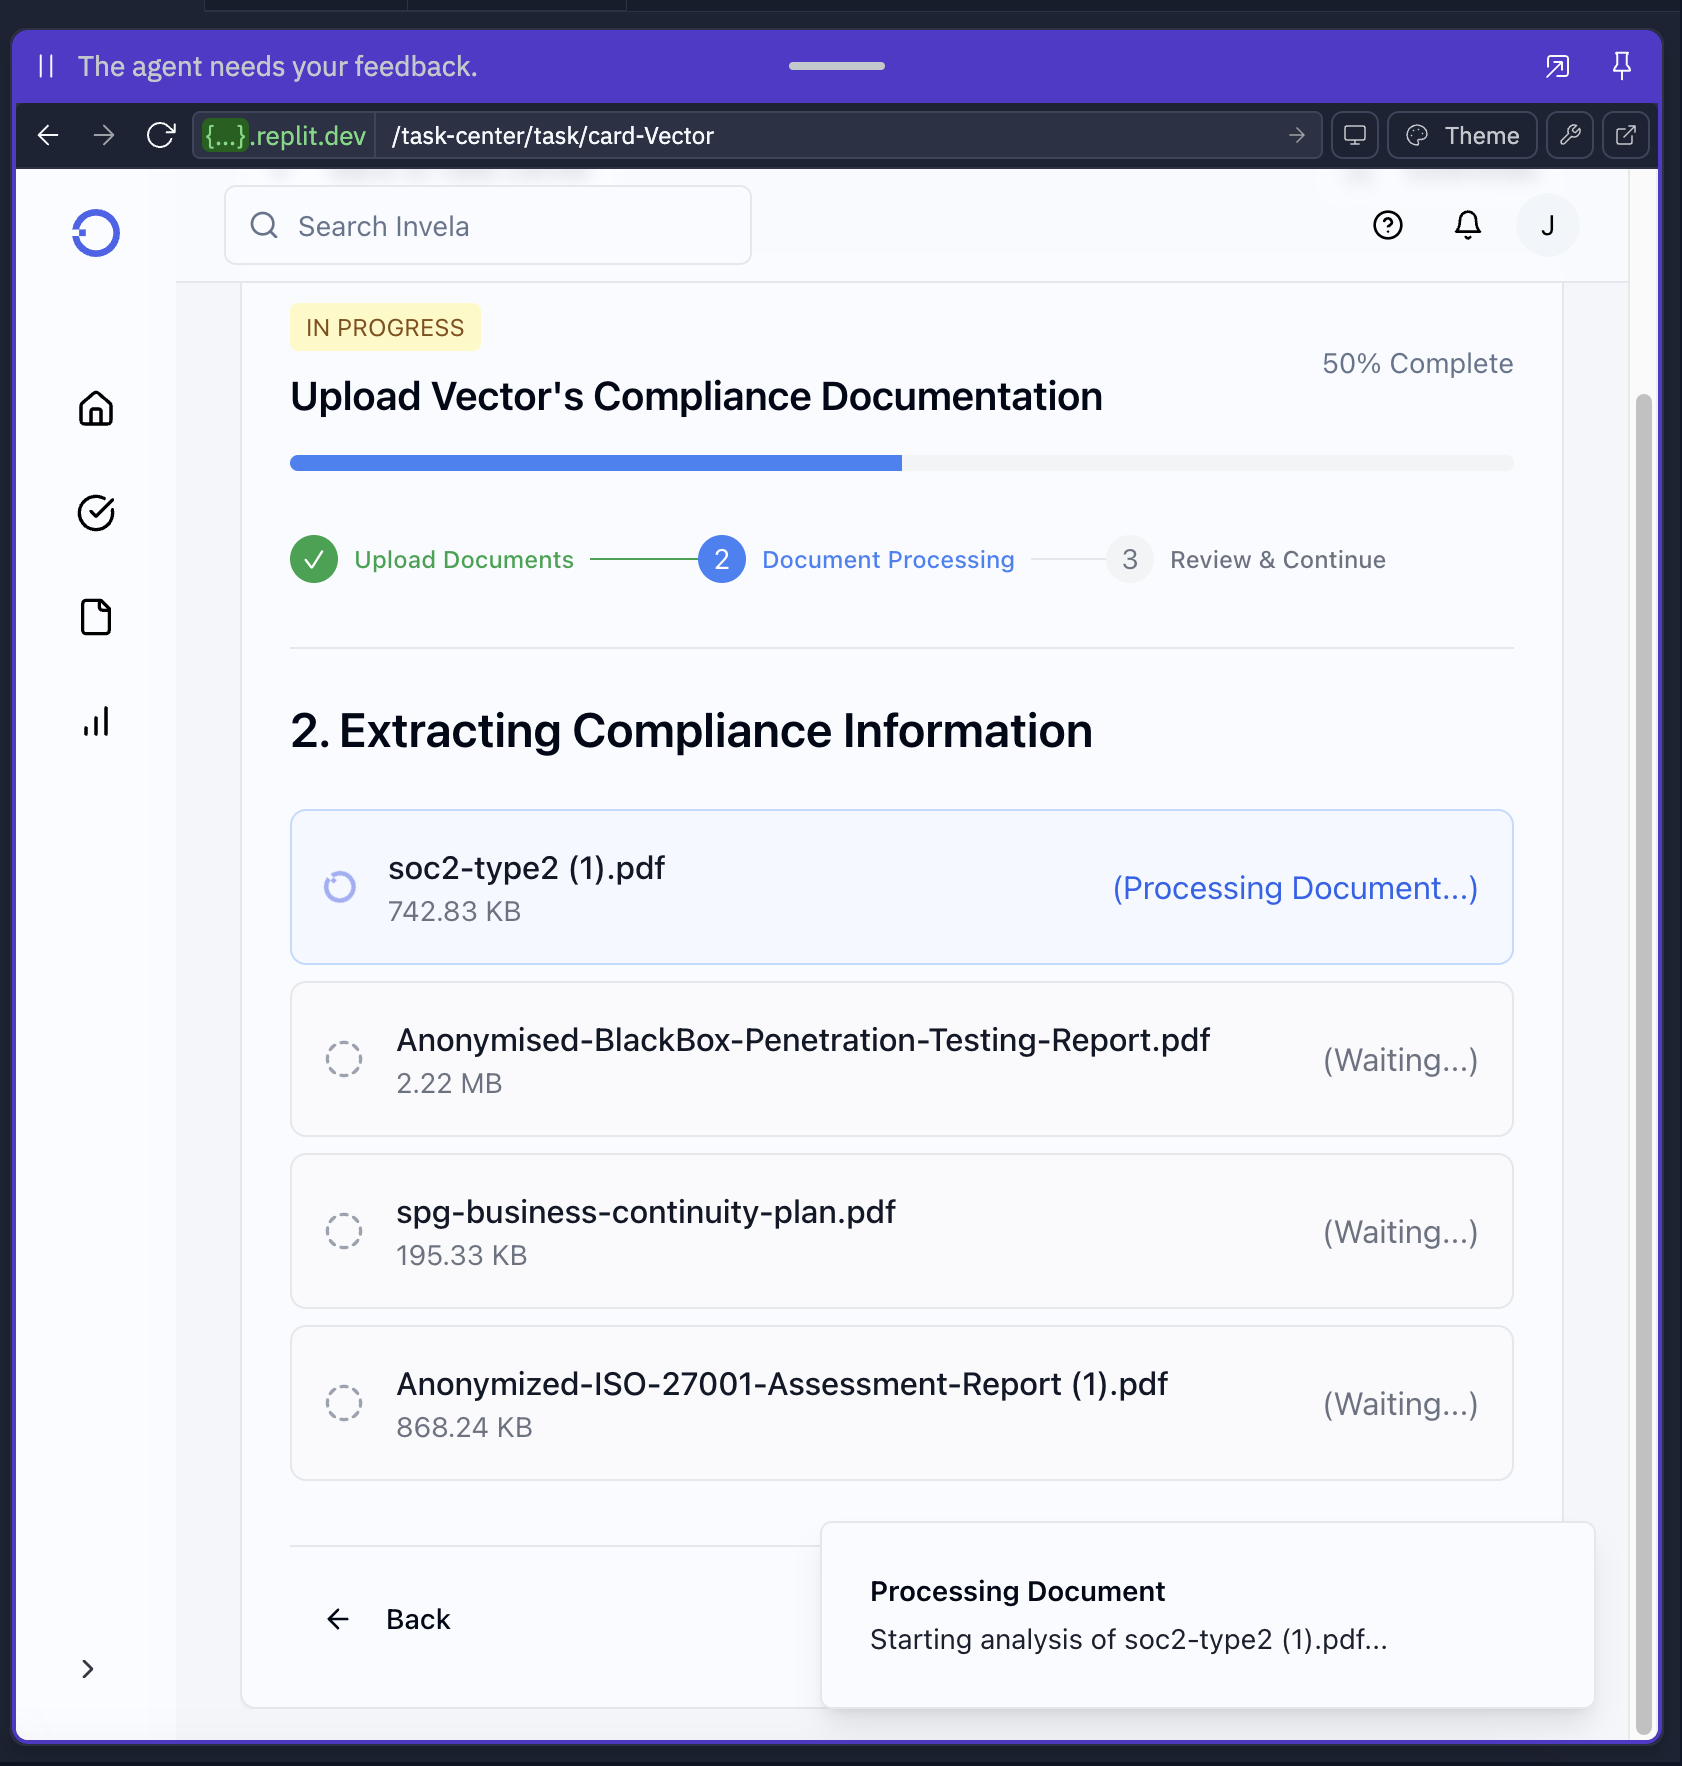 The agent needs your feedback.
{...}.replit.dev
/task-center/task/card-Vector
Theme
Search Invela
J
IN PROGRESS
50% Complete
Upload Vector's Compliance Documentation
Upload Documents
2
Document Processing
3
Review & Continue
2. Extracting Compliance Information
soc2-type2 (1).pdf
742.83 KB
(Processing Document...)
Anonymised-BlackBox-Penetration-Testing-Report.pdf
2.22 MB
(Waiting...)
spg-business-continuity-plan.pdf
195.33 KB
(Waiting...)
Anonymized-ISO-27001-Assessment-Report (1).pdf
868.24 KB
(Waiting...)
Back
Processing Document
Starting analysis of soc2-type2 (1).pdf...